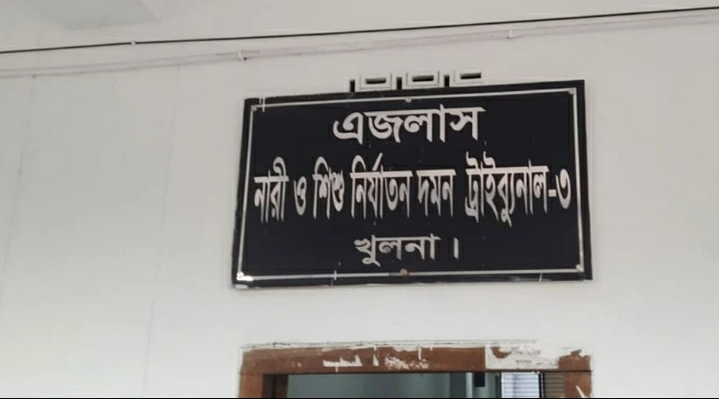 এজলাস
নারী ও শিশু নির্যাতন দমন ট্রাইব্যুনাল-৩
খুলনা।